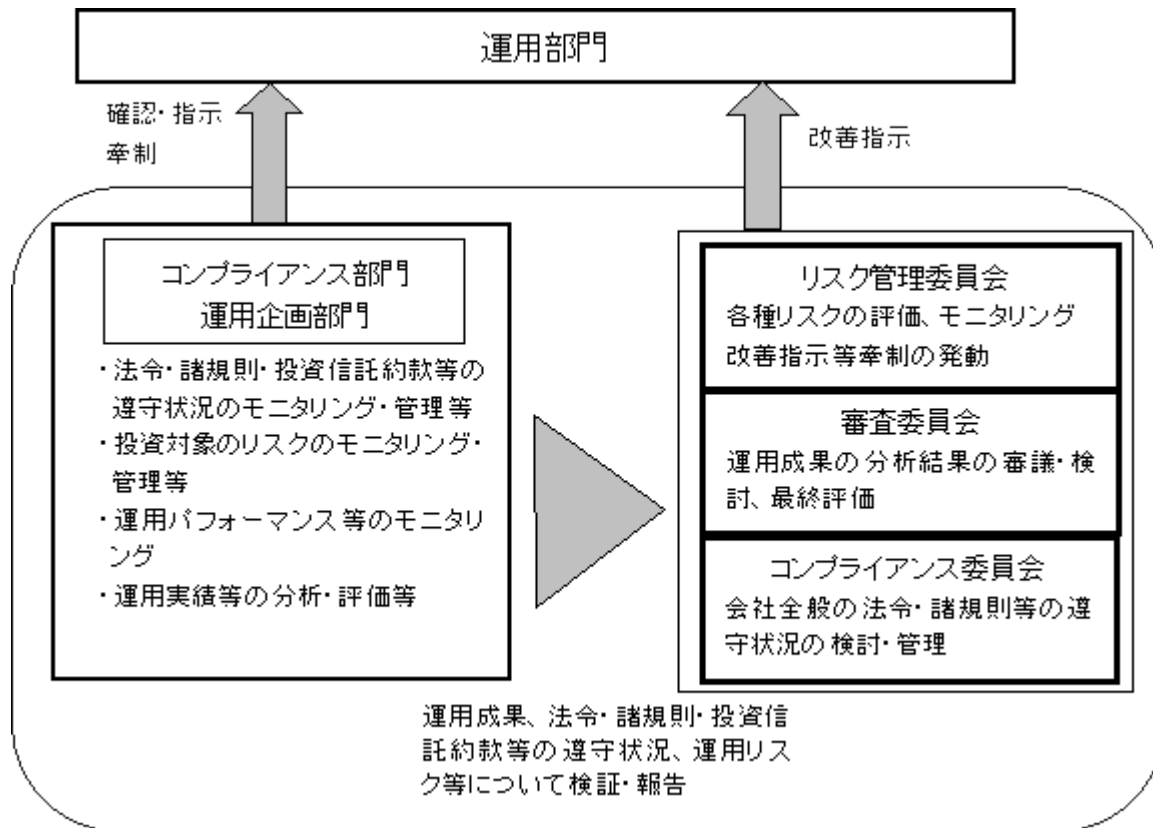 運用部門
確認・指示
牽制
改善指示
コンプライアンス部門
運用企画部門
・法令・諸規則・投資信託約款等の
遵守状況のモニタリング・管理等
・投資対象のリスクのモニタリング・
管理等
・運用パフォーマンス等のモニタリ
ング
・運用実績等の分析・評価等
リスク管理委員会
各種リスクの評価、モニタリング
改善指示等牽制の発動
審査委員会
運用成果の分析結果の審議・検
討、最終評価
コンプライアンス委員会
会社全般の法令・諸規則等の遵
守状況の検討・管理
運用成果、法令・諸規則・投資信
託約款等の遵守状況、運用リス
ク等について検証・報告